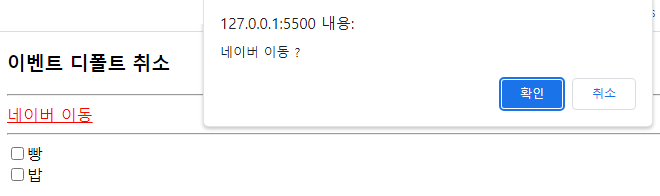 127.0.0.1:5500 내용:
네이버 이동 ?
확인
취소
이벤트 디폴트 취소
네이버 이동
빵
밥